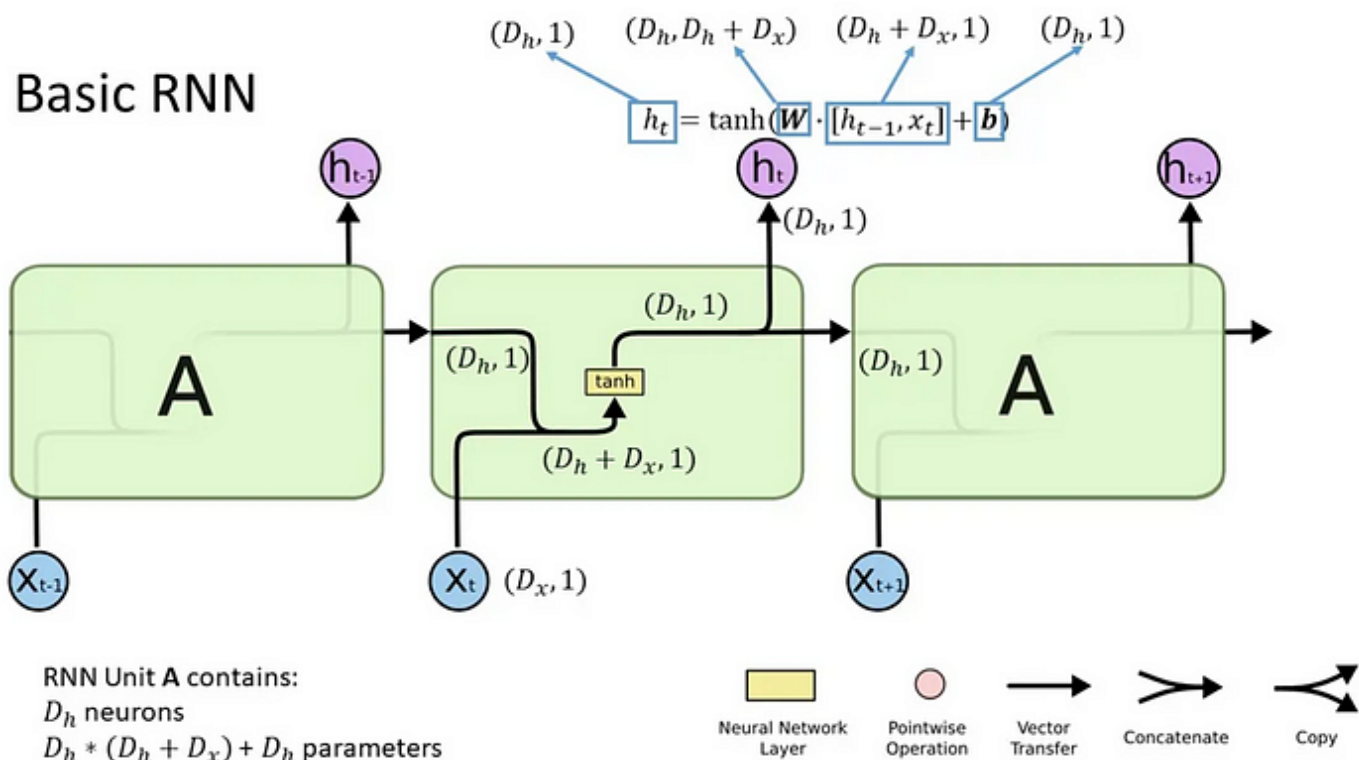 (D_h, 1) (D_h, D_h + D_x) (D_h + D_x, 1) (D_h, 1)
Basic RNN
h_t = tanh(W · [h_{t-1}, x_t] + b)
h_{t-1} h_t h_{t+1}
(D_h, 1)
(D_h, 1)
(D_h, 1) (D_h, 1)
A tanh A
(D_h + D_x, 1)
x_{t-1} x_t (D_x, 1) x_{t+1}
RNN Unit A contains:
D_h neurons
D_h * (D_h + D_x) + D_h parameters
Neural Network
Layer
Pointwise
Operation
Vector
Transfer
Concatenate
Copy